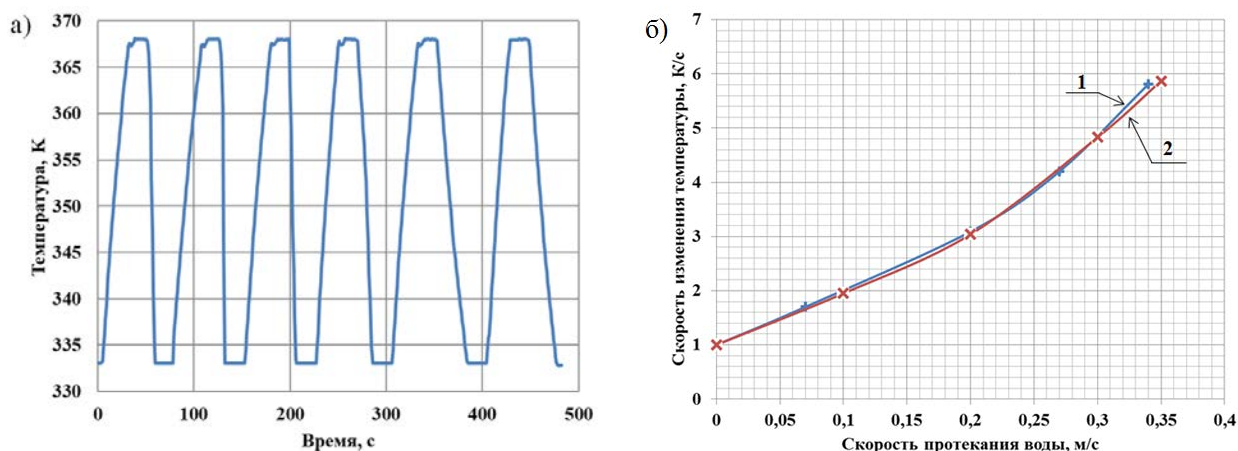 а)
Температура, К
370
365
360
355
350
345
340
335
330
0 100 200 300 400 500
Время, с
б)
Скорость изменения температуры, К/с
7
6
5
4
3
2
1
0
1
2
0 0,05 0,1 0,15 0,2 0,25 0,3 0,35 0,4
Скорость протекания воды, м/с